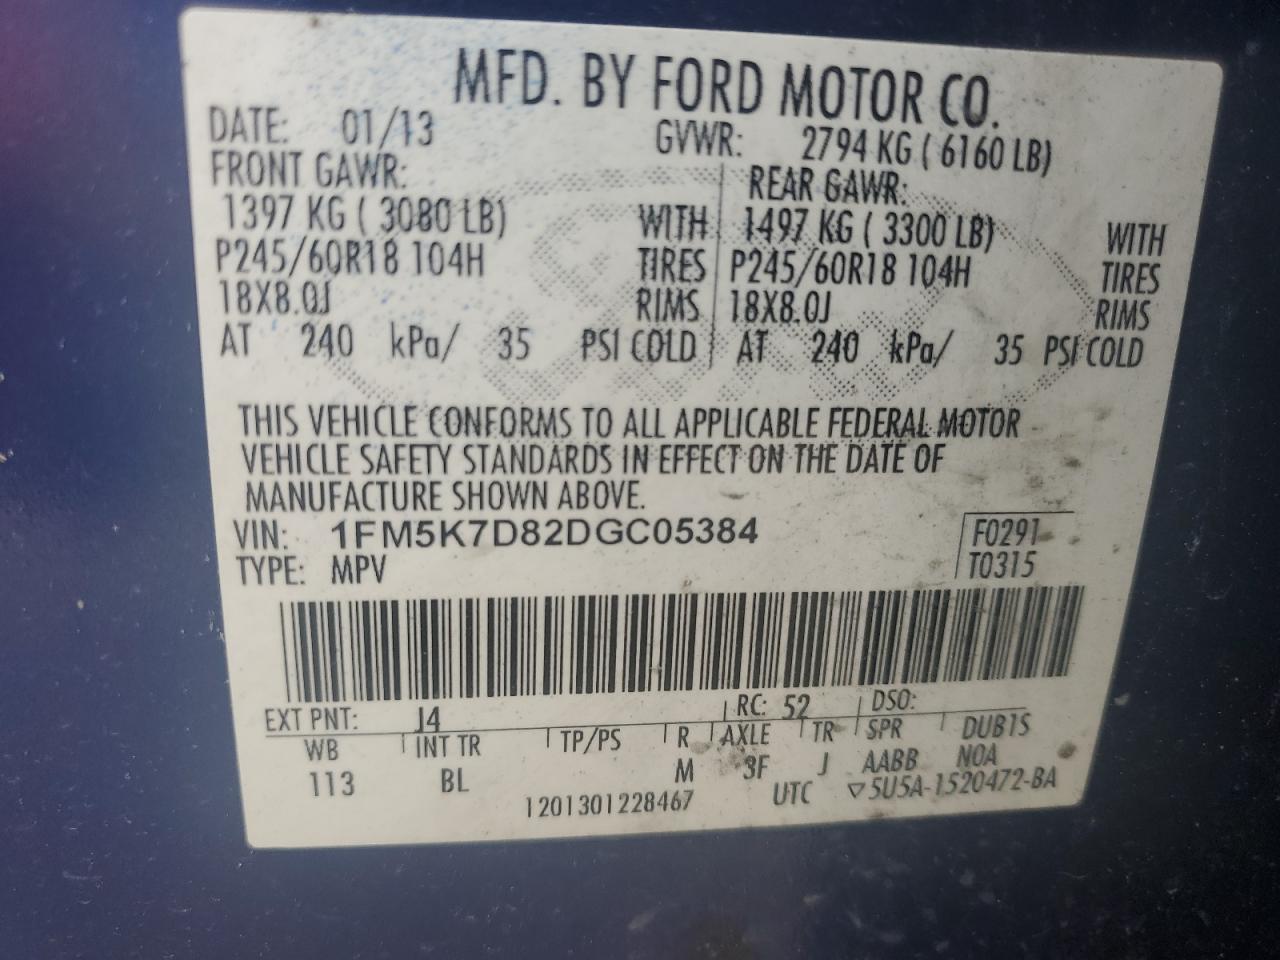 MFD. BY FORD MOTOR CO.
DATE: 01/13 GVWR: 2794 KG ( 6160 LB)
FRONT GAWR: REAR GAWR:
1397 KG ( 3080 LB) WITH 1497 KG ( 3300 LB) WITH
P245/60R18 104H TIRES P245/60R18 104H TIRES
18X8.0J RIMS 18X8.0J RIMS
AT 240 kPa/ 35 PSI COLD AT 240 kPa/ 35 PSI COLD
THIS VEHICLE CONFORMS TO ALL APPLICABLE FEDERAL MOTOR
VEHICLE SAFETY STANDARDS IN EFFECT ON THE DATE OF
MANUFACTURE SHOWN ABOVE.
VIN: 1FM5K7D82DGC05384 F0291
TYPE: MPV T0315
EXT PNT: J4 RC: 52 DSO:
WB INT TR TP/PS R AXLE TR SPR DUB1S
113 BL M 3F J AABB N0A
1201301228467 UTC ▽5U5A-1520472-BA